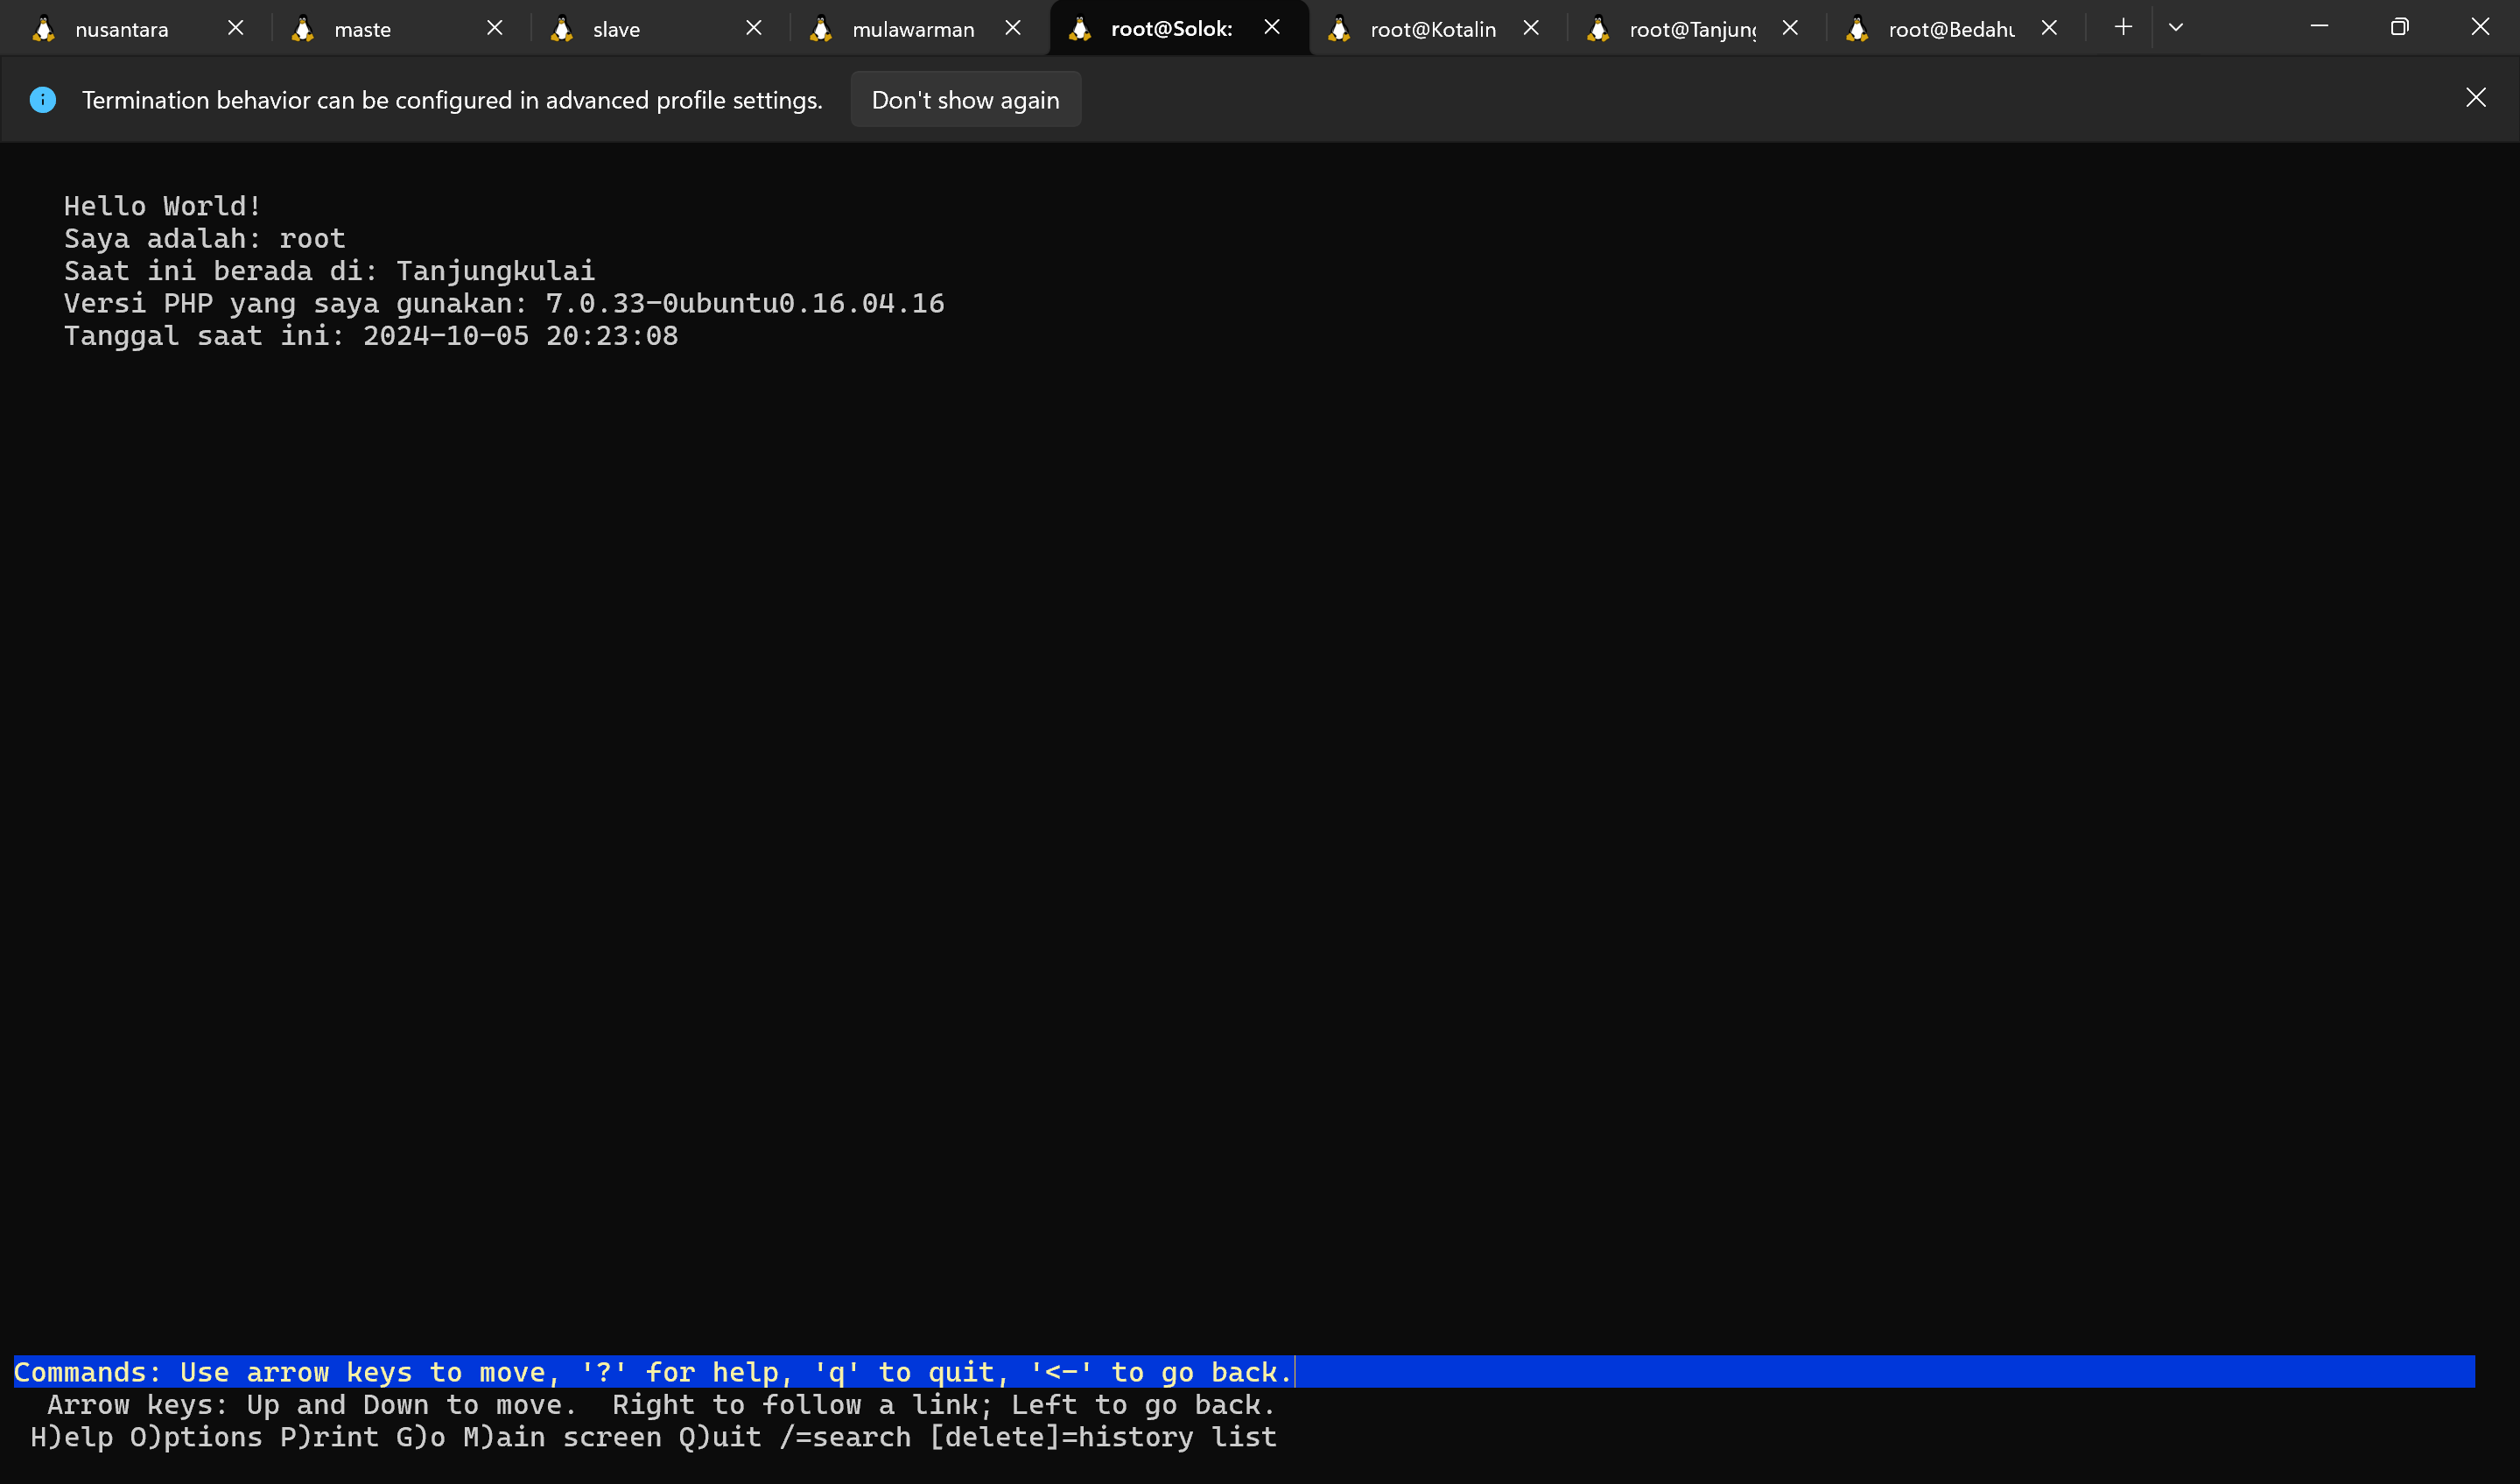 nusantara maste slave mulawarman root@Solok: root@Kotalin root@Tanjung root@Bedahu
Termination behavior can be configured in advanced profile settings. Don't show again
Hello World!
Saya adalah: root
Saat ini berada di: Tanjungkulai
Versi PHP yang saya gunakan: 7.0.33-0ubuntu0.16.04.16
Tanggal saat ini: 2024-10-05 20:23:08
Commands: Use arrow keys to move, '?' for help, 'q' to quit, '<-' to go back.
Arrow keys: Up and Down to move.  Right to follow a link; Left to go back.
H)elp O)ptions P)rint G)o M)ain screen Q)uit /=search [delete]=history list